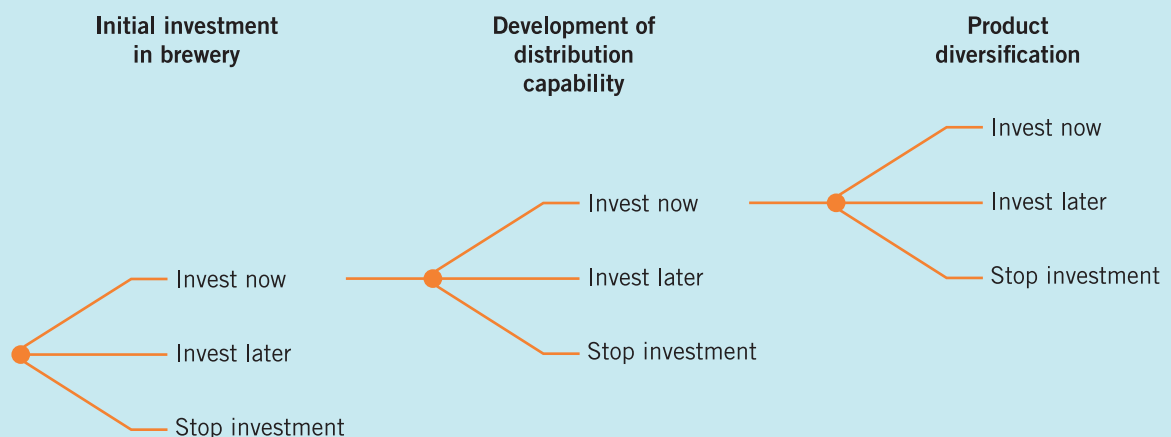 Initial investment
in brewery
Development of
distribution
capability
Product
diversification
Invest now
Invest later
Stop investment
Invest now
Invest later
Stop investment
Invest now
Invest later
Stop investment